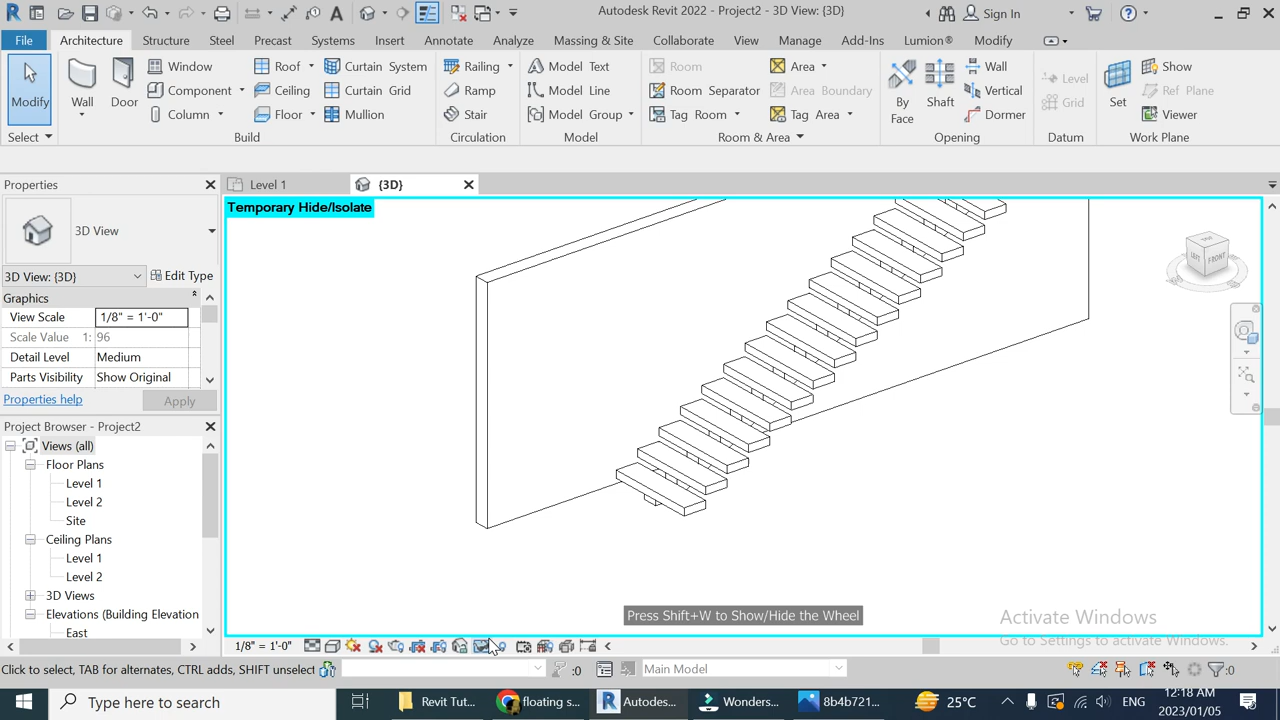 Autodesk Revit 2022 - Project2 - 3D View: {3D}
Sign In
File Architecture Structure Steel Precast Systems Insert Annotate Analyze Massing & Site Collaborate View Manage Add-Ins Lumion® Modify
Modify
Select
Wall
Door
Window
Component
Column
Roof
Ceiling
Floor
Curtain System
Curtain Grid
Mullion
Build
Railing
Ramp
Stair
Circulation
Model Text
Model Line
Model Group
Model
Room
Room Separator
Tag Room
Area
Area Boundary
Tag Area
Room & Area
By
Face
Shaft
Wall
Vertical
Dormer
Opening
Level
Grid
Datum
Set
Show
Ref Plane
Viewer
Work Plane
Properties
Level 1
{3D}
3D View
3D View: {3D}
Edit Type
Graphics
View Scale 1/8" = 1'-0"
Scale Value 1: 96
Detail Level Medium
Parts Visibility Show Original
Properties help
Apply
Project Browser - Project2
Views (all)
Floor Plans
Level 1
Level 2
Site
Ceiling Plans
Level 1
Level 2
3D Views
Elevations (Building Elevation
East
Temporary Hide/Isolate
TOP
LEFT
FRONT
Press Shift+W to Show/Hide the Wheel
Activate Windows
Go to Settings to activate Windows.
1/8" = 1'-0"
Click to select, TAB for alternates, CTRL adds, SHIFT unselect
:0
Main Model
:0
Type here to search
Revit Tut...
floating s...
Autodes...
Wonders...
8b4b721...
25°C
ENG
12:18 AM
2023/01/05